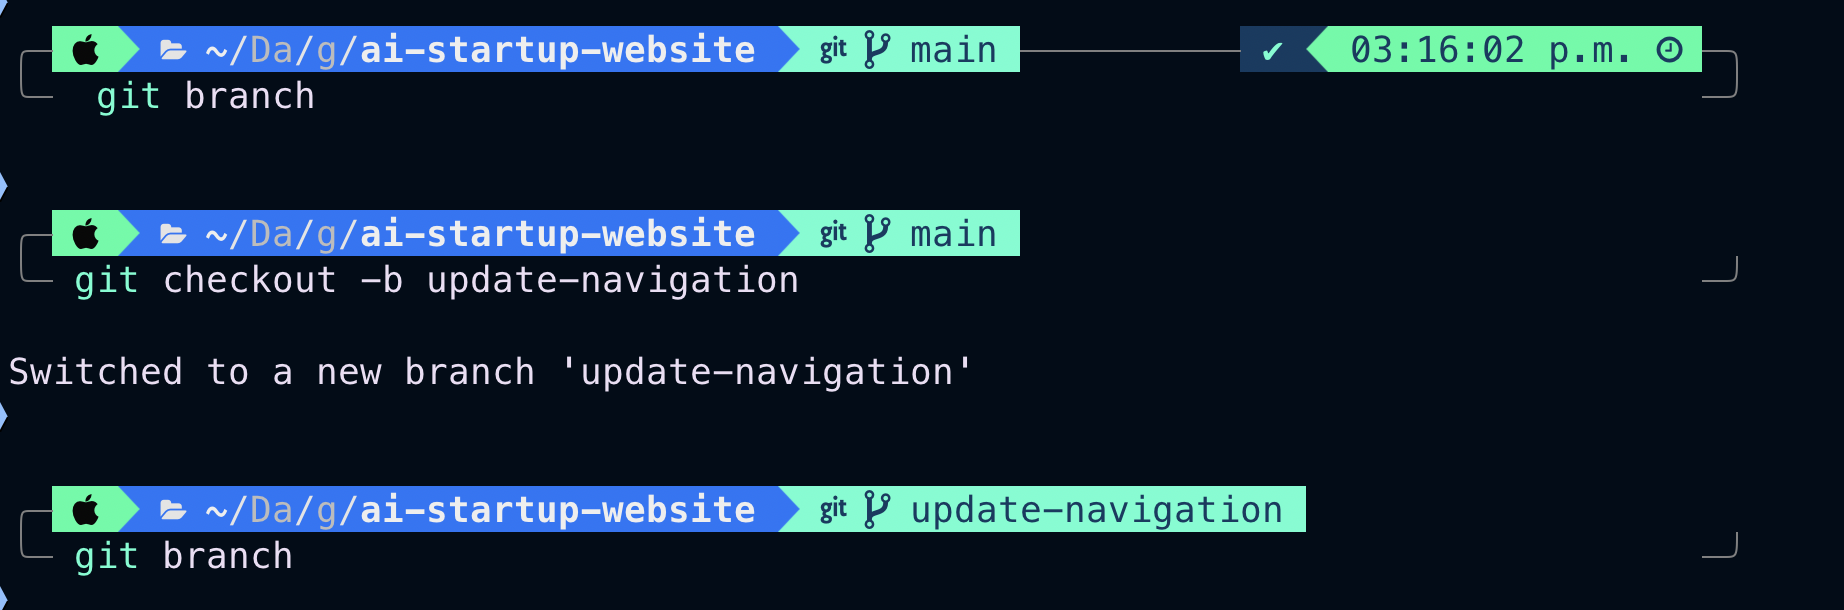 ~/Da/g/ai-startup-website git main ✔ 03:16:02 p.m.
git branch
~/Da/g/ai-startup-website git main
git checkout -b update-navigation
Switched to a new branch 'update-navigation'
~/Da/g/ai-startup-website git update-navigation
git branch